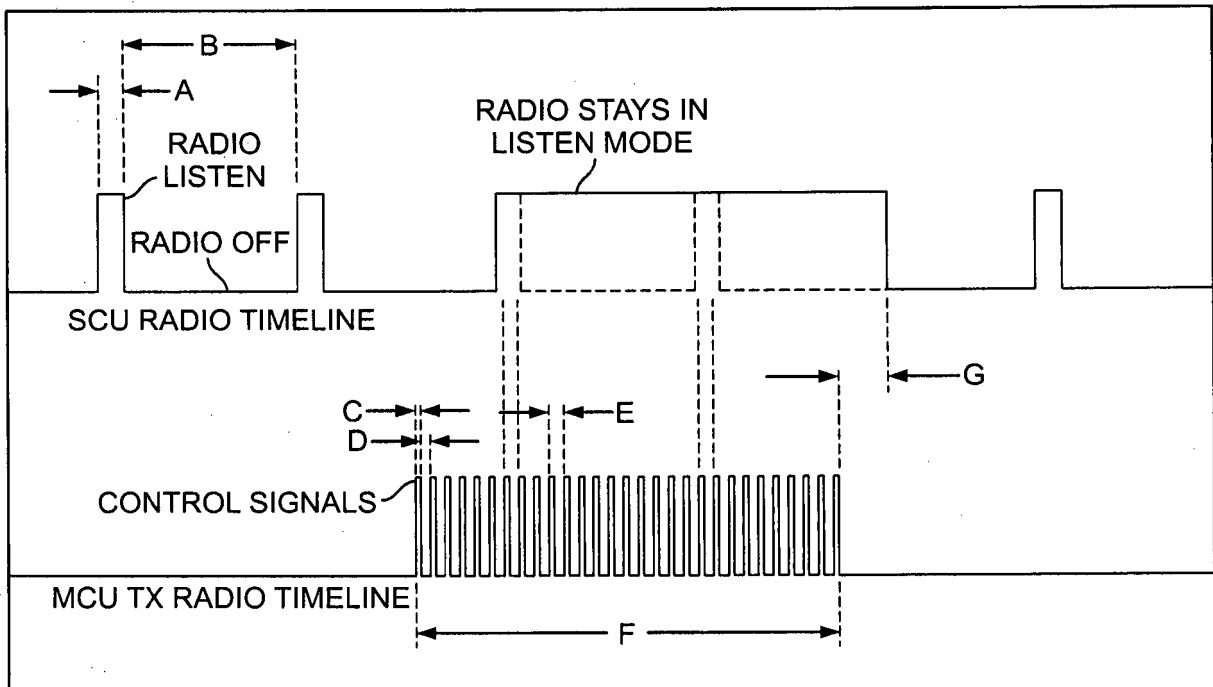 B
A
RADIO
LISTEN
RADIO STAYS IN
LISTEN MODE
RADIO OFF
SCU RADIO TIMELINE
G
C
E
D
CONTROL SIGNALS
MCU TX RADIO TIMELINE
F